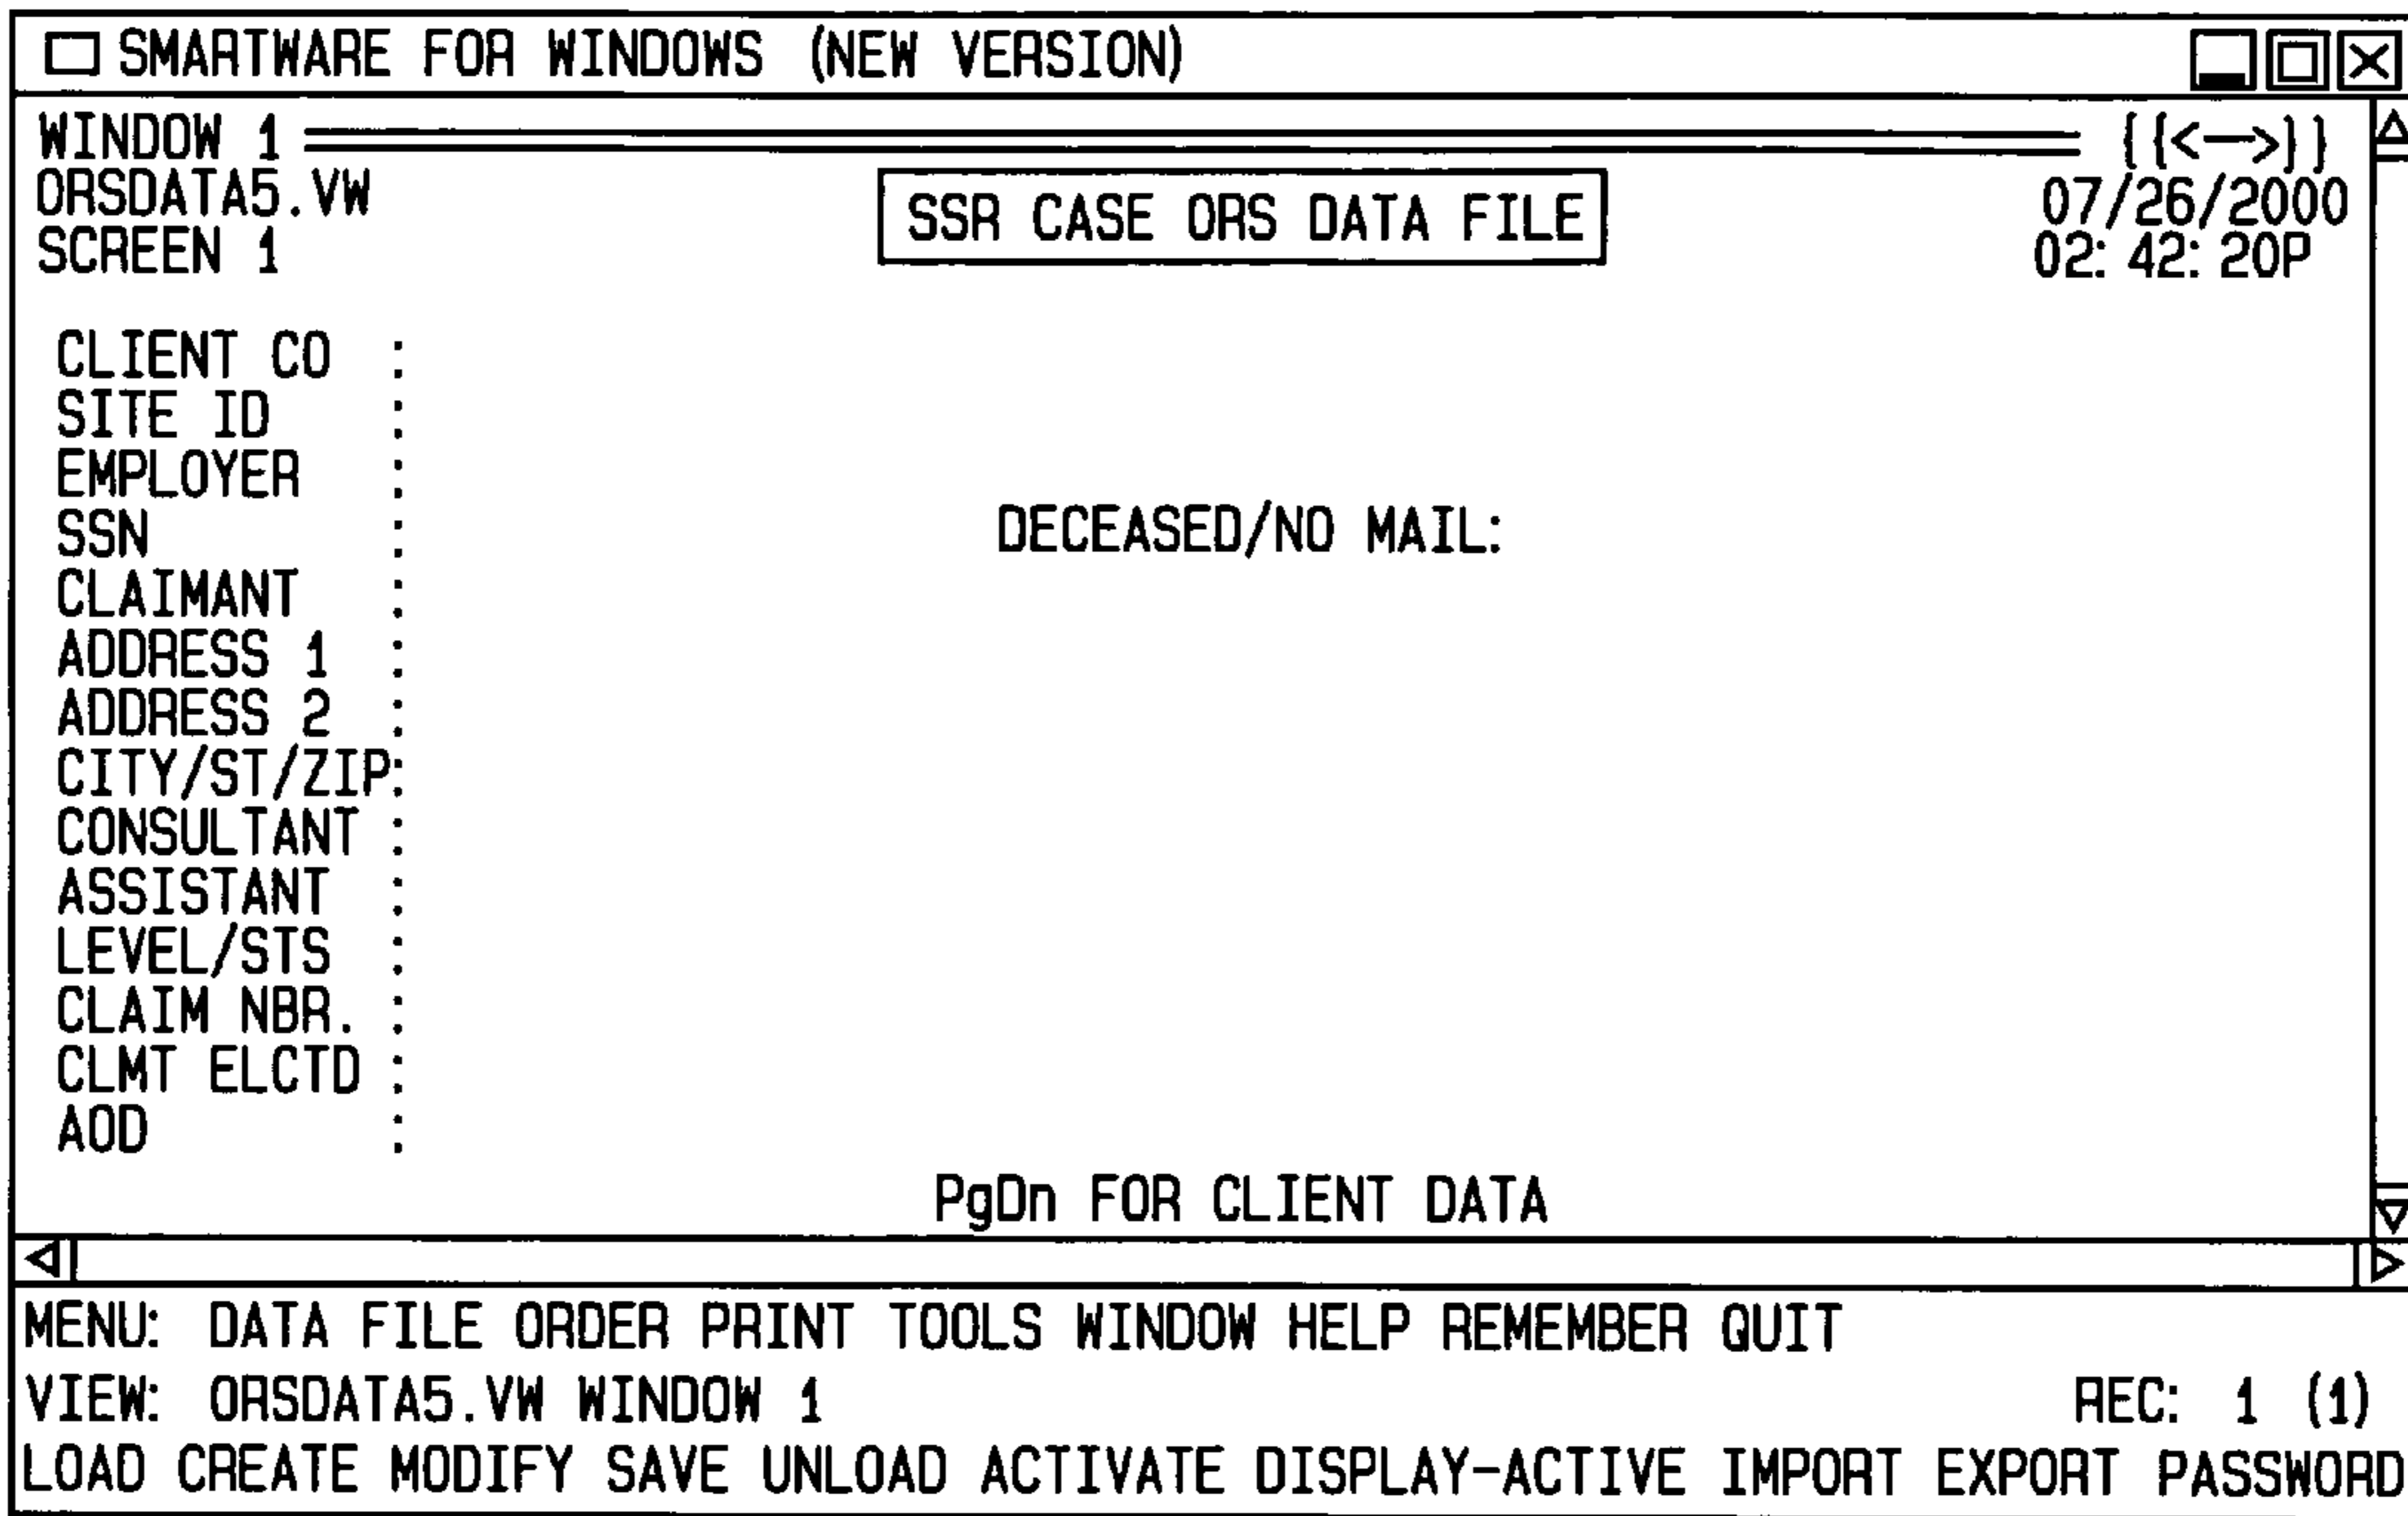 SMARTWARE FOR WINDOWS (NEW VERSION)
WINDOW 1 {{<—>}}
ORSDATA5.VW 07/26/2000
SSR CASE ORS DATA FILE
SCREEN 1 02: 42: 20P
CLIENT CO :
SITE ID :
EMPLOYER :
SSN : DECEASED/NO MAIL:
CLAIMANT :
ADDRESS 1 :
ADDRESS 2 :
CITY/ST/ZIP:
CONSULTANT :
ASSISTANT :
LEVEL/STS :
CLAIM NBR. :
CLMT ELCTD :
AOD :
PgDn FOR CLIENT DATA
MENU: DATA FILE ORDER PRINT TOOLS WINDOW HELP REMEMBER QUIT
VIEW: ORSDATA5.VW WINDOW 1 REC: 1 (1)
LOAD CREATE MODIFY SAVE UNLOAD ACTIVATE DISPLAY-ACTIVE IMPORT EXPORT PASSWORD